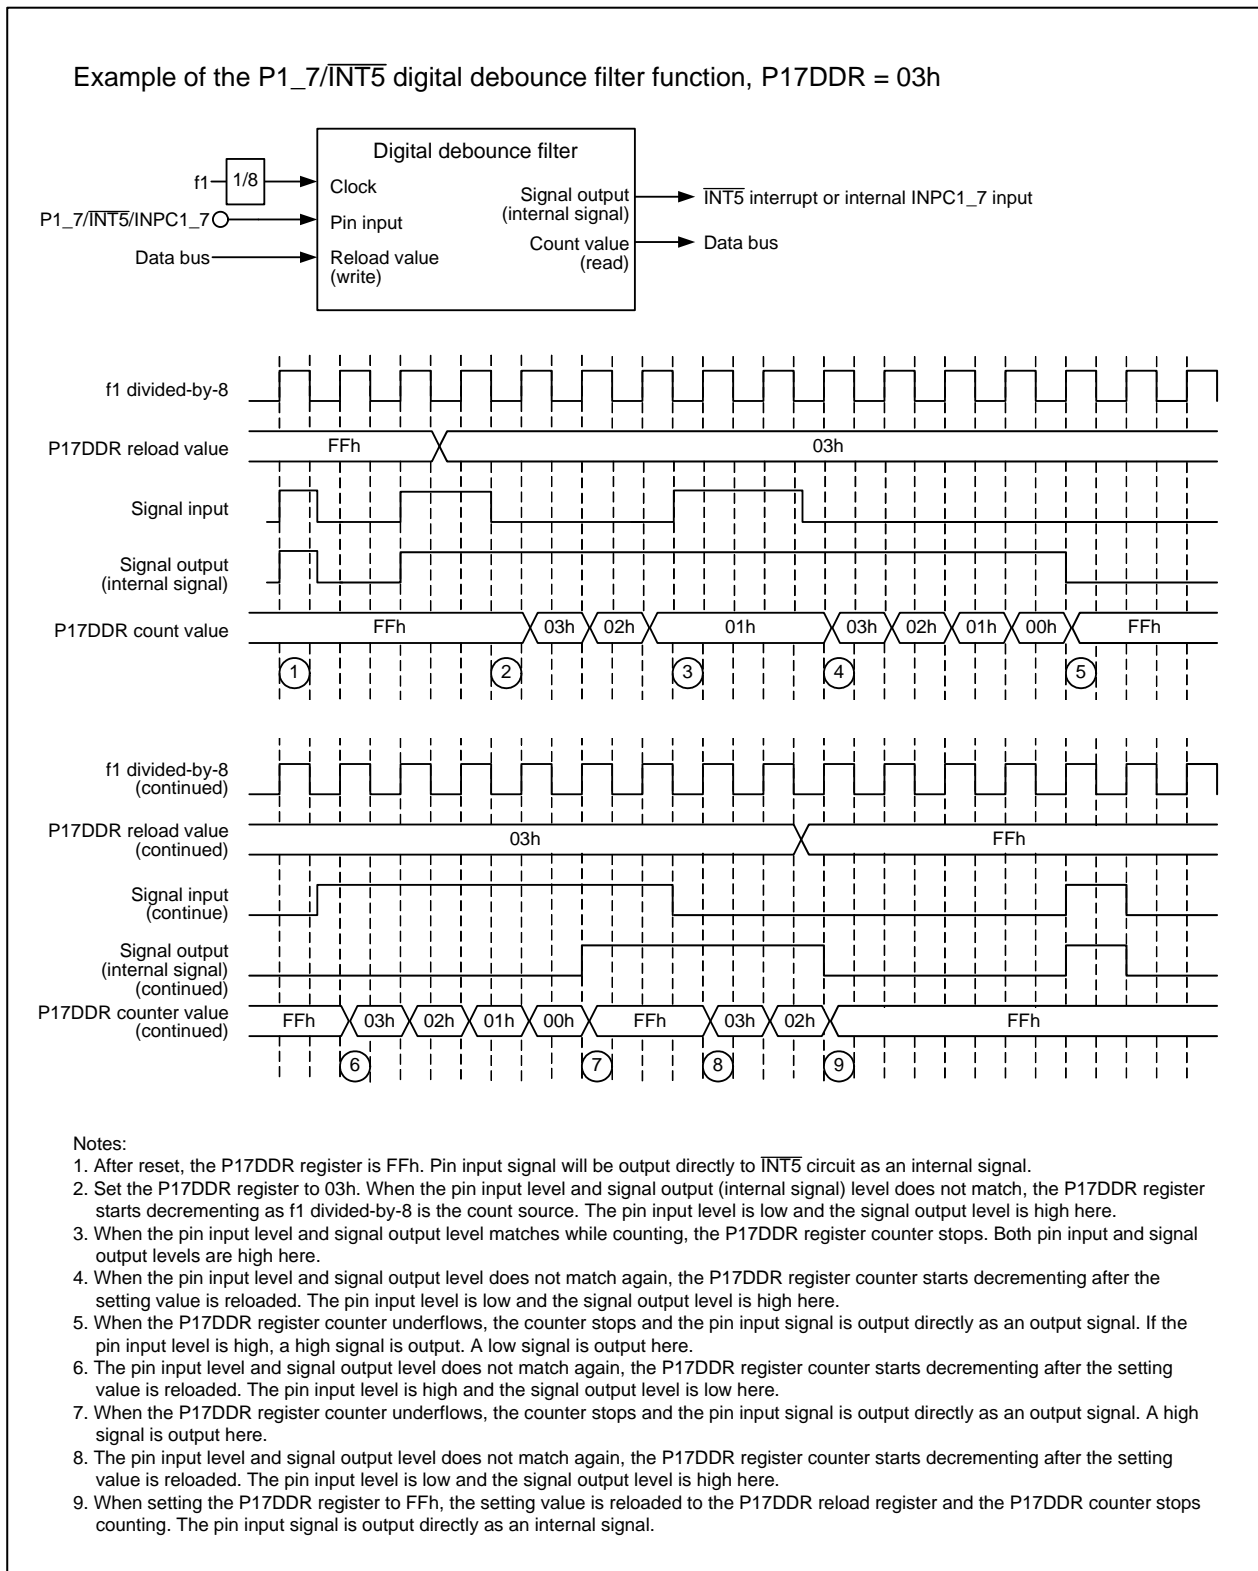 Example of the P1_7/INT5 digital debounce filter function, P17DDR = 03h
Digital debounce filter
f1
1/8
Clock
Signal output
(internal signal)
INT5 interrupt or internal INPC1_7 input
P1_7/INT5/INPC1_7
Pin input
Count value
(read)
Data bus
Data bus
Reload value
(write)
f1 divided-by-8
P17DDR reload value
FFh
03h
Signal input
Signal output
(internal signal)
P17DDR count value
FFh
03h
02h
01h
03h
02h
01h
00h
FFh
1
2
3
4
5
f1 divided-by-8
(continued)
P17DDR reload value
(continued)
03h
FFh
Signal input
(continue)
Signal output
(internal signal)
(continued)
P17DDR counter value
(continued)
FFh
03h
02h
01h
00h
FFh
03h
02h
FFh
6
7
8
9
Notes:
1. After reset, the P17DDR register is FFh. Pin input signal will be output directly to INT5 circuit as an internal signal.
2. Set the P17DDR register to 03h. When the pin input level and signal output (internal signal) level does not match, the P17DDR register
starts decrementing as f1 divided-by-8 is the count source. The pin input level is low and the signal output level is high here.
3. When the pin input level and signal output level matches while counting, the P17DDR register counter stops. Both pin input and signal
output levels are high here.
4. When the pin input level and signal output level does not match again, the P17DDR register counter starts decrementing after the
setting value is reloaded. The pin input level is low and the signal output level is high here.
5. When the P17DDR register counter underflows, the counter stops and the pin input signal is output directly as an output signal. If the
pin input level is high, a high signal is output. A low signal is output here.
6. The pin input level and signal output level does not match again, the P17DDR register counter starts decrementing after the setting
value is reloaded. The pin input level is high and the signal output level is low here.
7. When the P17DDR register counter underflows, the counter stops and the pin input signal is output directly as an output signal. A high
signal is output here.
8. The pin input level and signal output level does not match again, the P17DDR register counter starts decrementing after the setting
value is reloaded. The pin input level is low and the signal output level is high here.
9. When setting the P17DDR register to FFh, the setting value is reloaded to the P17DDR reload register and the P17DDR counter stops
counting. The pin input signal is output directly as an internal signal.